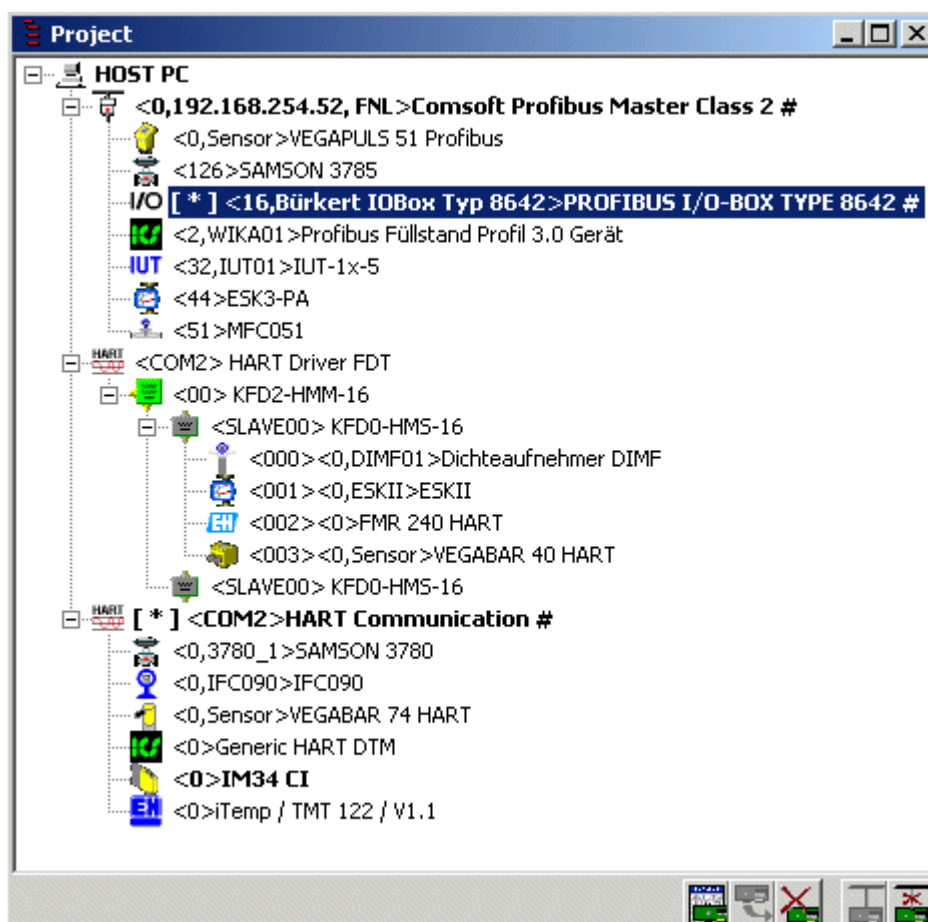 Project
HOST PC
<0,192.168.254.52, FNL>Comsoft Profibus Master Class 2 #
<0,Sensor>VEGAPULS 51 Profibus
<126>SAMSON 3785
I/O [ * ] <16,Bürkert IOBox Typ 8642>PROFIBUS I/O-BOX TYPE 8642 #
<2,WIKA01>Profibus Füllstand Profil 3.0 Gerät
IUT <32,IUT01>IUT-1x-5
<44>ESK3-PA
<51>MFC051
HART <COM2> HART Driver FDT
<00> KFD2-HMM-16
<SLAVE00> KFD0-HMS-16
<000><0,DIMF01>Dichteaufnehmer DIMF
<001><0,ESKII>ESKII
EH <002><0>FMR 240 HART
<003><0,Sensor>VEGABAR 40 HART
<SLAVE00> KFD0-HMS-16
HART [ * ] <COM2>HART Communication #
<0,3780_1>SAMSON 3780
<0,IFC090>IFC090
<0,Sensor>VEGABAR 74 HART
<0>Generic HART DTM
<0>IM34 CI
EH <0>iTemp / TMT 122 / V1.1